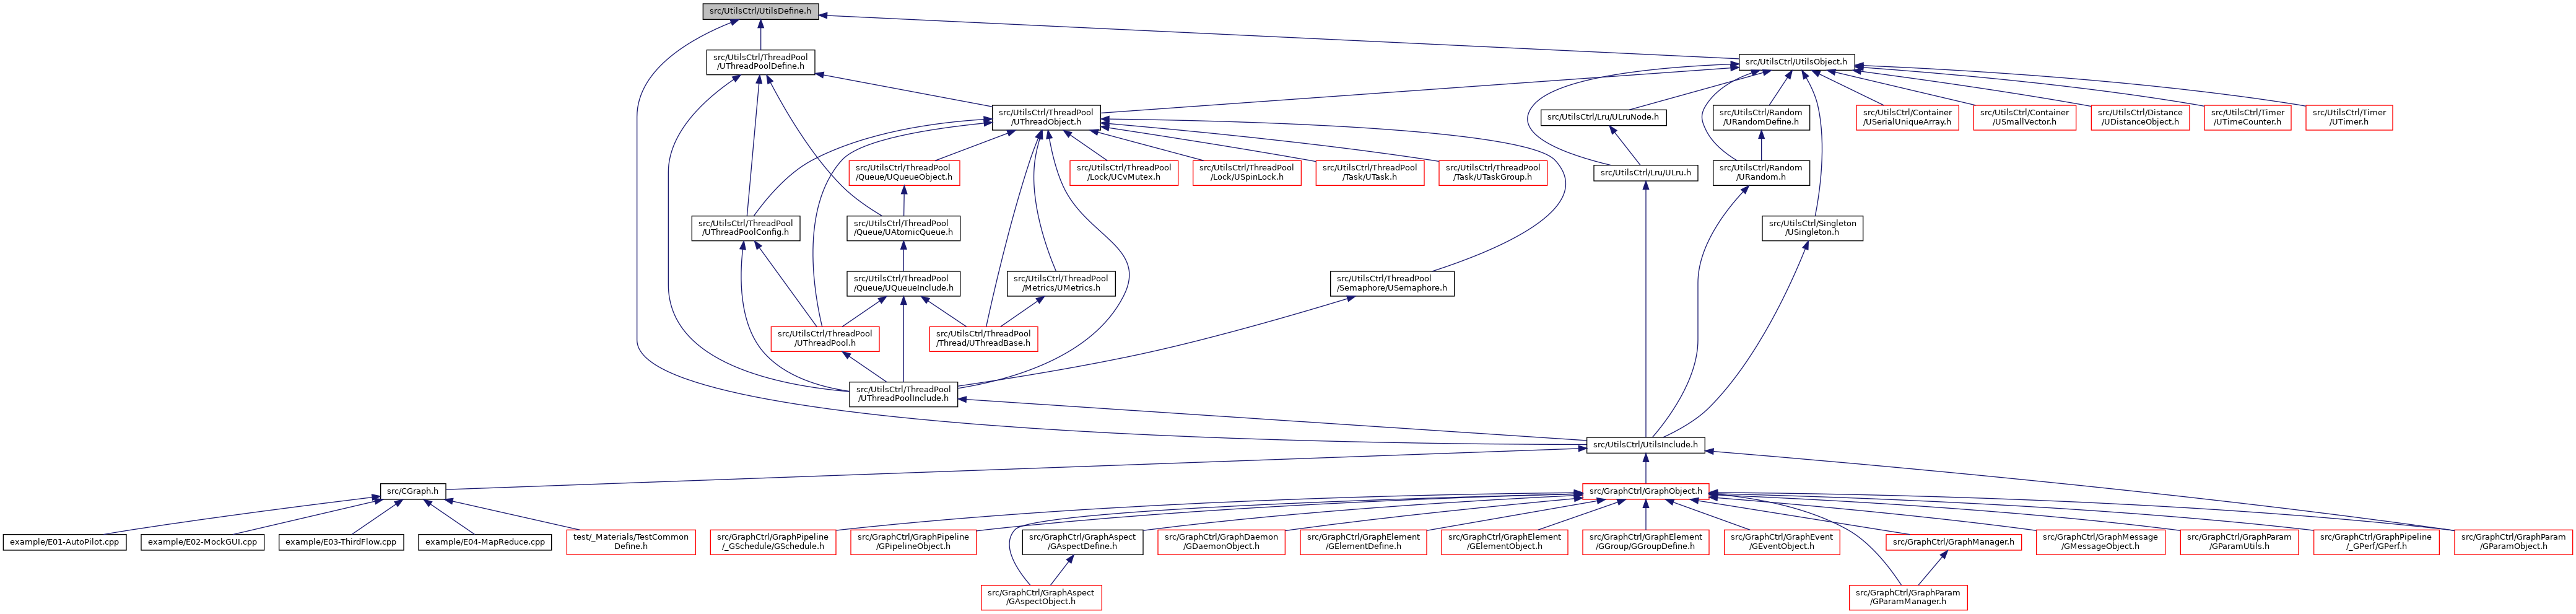 src/UtilsCtrl/UtilsDefine.h
src/UtilsCtrl/ThreadPool
/UThreadPoolDefine.h
src/UtilsCtrl/UtilsObject.h
src/UtilsCtrl/ThreadPool
/UThreadObject.h
src/UtilsCtrl/Lru/ULruNode.h
src/UtilsCtrl/Random
/URandomDefine.h
src/UtilsCtrl/Container
/USerialUniqueArray.h
src/UtilsCtrl/Container
/USmallVector.h
src/UtilsCtrl/Distance
/UDistanceObject.h
src/UtilsCtrl/Timer
/UTimeCounter.h
src/UtilsCtrl/Timer
/UTimer.h
src/UtilsCtrl/ThreadPool
/Queue/UQueueObject.h
src/UtilsCtrl/ThreadPool
/Lock/UCvMutex.h
src/UtilsCtrl/ThreadPool
/Lock/USpinLock.h
src/UtilsCtrl/ThreadPool
/Task/UTask.h
src/UtilsCtrl/ThreadPool
/Task/UTaskGroup.h
src/UtilsCtrl/Lru/ULru.h
src/UtilsCtrl/Random
/URandom.h
src/UtilsCtrl/ThreadPool
/UThreadPoolConfig.h
src/UtilsCtrl/ThreadPool
/Queue/UAtomicQueue.h
src/UtilsCtrl/Singleton
/USingleton.h
src/UtilsCtrl/ThreadPool
/Queue/UQueueInclude.h
src/UtilsCtrl/ThreadPool
/Metrics/UMetrics.h
src/UtilsCtrl/ThreadPool
/Semaphore/USemaphore.h
src/UtilsCtrl/ThreadPool
/UThreadPool.h
src/UtilsCtrl/ThreadPool
/Thread/UThreadBase.h
src/UtilsCtrl/ThreadPool
/UThreadPoolInclude.h
src/UtilsCtrl/UtilsInclude.h
src/CGraph.h
src/GraphCtrl/GraphObject.h
example/E01-AutoPilot.cpp
example/E02-MockGUI.cpp
example/E03-ThirdFlow.cpp
example/E04-MapReduce.cpp
test/_Materials/TestCommon
Define.h
src/GraphCtrl/GraphPipeline
/_GSchedule/GSchedule.h
src/GraphCtrl/GraphPipeline
/GPipelineObject.h
src/GraphCtrl/GraphAspect
/GAspectDefine.h
src/GraphCtrl/GraphDaemon
/GDaemonObject.h
src/GraphCtrl/GraphElement
/GElementDefine.h
src/GraphCtrl/GraphElement
/GElementObject.h
src/GraphCtrl/GraphElement
/GGroup/GGroupDefine.h
src/GraphCtrl/GraphEvent
/GEventObject.h
src/GraphCtrl/GraphManager.h
src/GraphCtrl/GraphMessage
/GMessageObject.h
src/GraphCtrl/GraphParam
/GParamUtils.h
src/GraphCtrl/GraphPipeline
/_GPerf/GPerf.h
src/GraphCtrl/GraphParam
/GParamObject.h
src/GraphCtrl/GraphAspect
/GAspectObject.h
src/GraphCtrl/GraphParam
/GParamManager.h